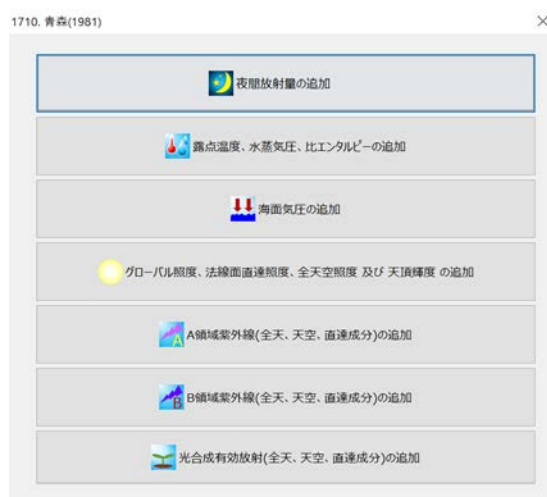 1710. 青森(1981)
夜間放射量の追加
露点温度、水蒸気圧、比エンタルピーの追加
海面気圧の追加
グローバル照度、法線面直達照度、全天空照度 及び 天頂輝度 の追加
A領域紫外線(全天、天空、直達成分)の追加
A
B領域紫外線(全天、天空、直達成分)の追加
B
光合成有効放射(全天、天空、直達成分)の追加